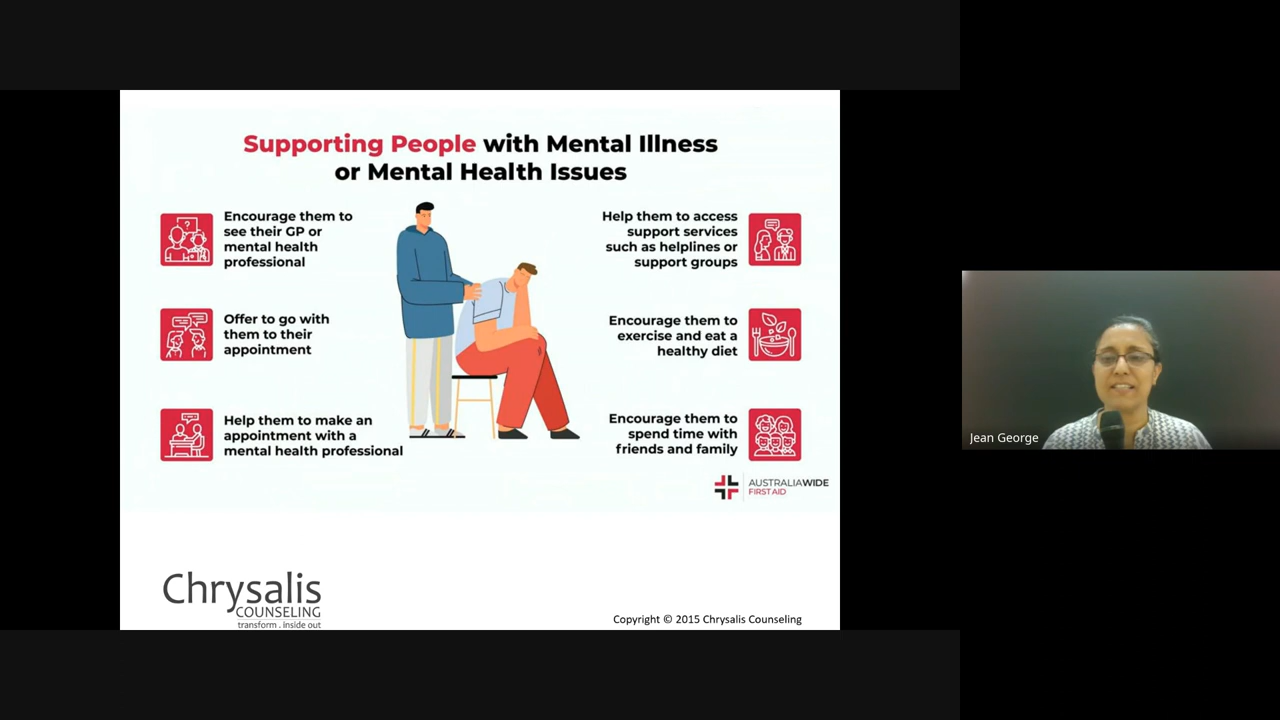 Supporting People with Mental Illness
or Mental Health Issues
Encourage them to
see their GP or
mental health
professional
Offer to go with
them to their
appointment
Help them to make an
appointment with a
mental health professional
Help them to access
support services
such as helplines or
support groups
Encourage them to
exercise and eat a
healthy diet
Encourage them to
spend time with
friends and family
AUSTRALIAWIDE
FIRST AID
Chrysalis
COUNSELING
transform . inside out
Copyright © 2015 Chrysalis Counseling
Jean George